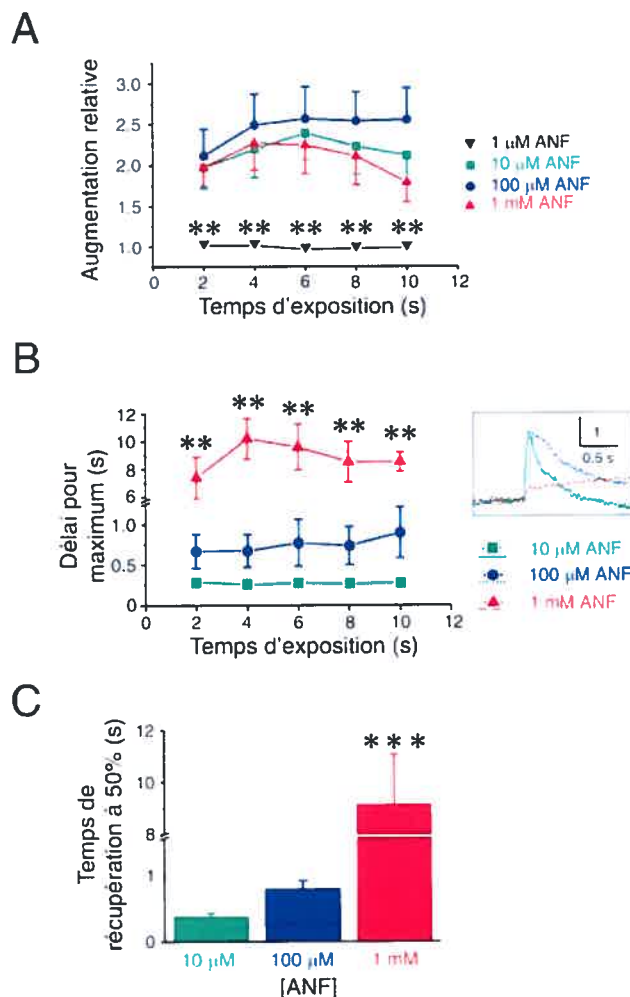 A
Augmentation relative
3.0
2.5
2.0
1.5
1.0
** ** ** ** **
0 2 4 6 8 10 12
Temps d'exposition (s)
1 µM ANF
10 µM ANF
100 µM ANF
1 mM ANF
B
Délai pour
maximum (s)
12
10
8
6
1.0
0.5
0
** ** ** ** **
0 2 4 6 8 10 12
Temps d'exposition (s)
1
0.5 s
10 µM ANF
100 µM ANF
1 mM ANF
C
Temps de
récupération à 50% (s)
12
8
1
0
***
10 µM 100 µM 1 mM
[ANF]